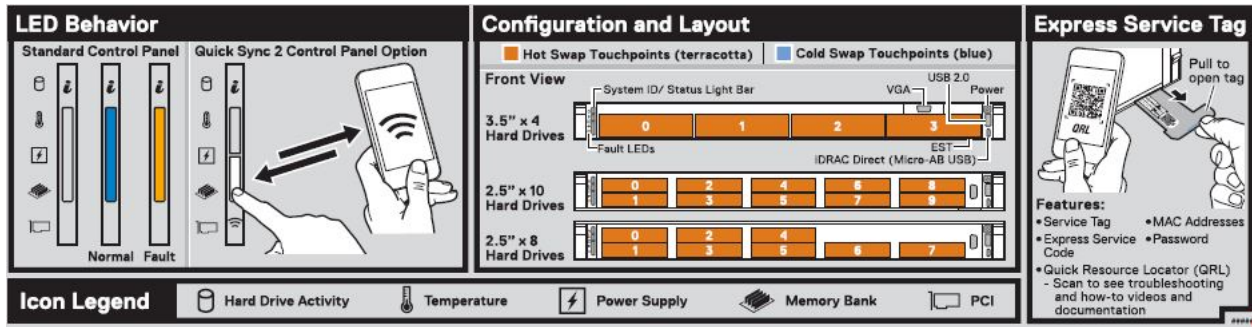 LED Behavior
Standard Control Panel
Quick Sync 2 Control Panel Option
i i i i
Normal Fault
Configuration and Layout
Hot Swap Touchpoints (terracotta)
Cold Swap Touchpoints (blue)
Front View
System ID/ Status Light Bar
VGA
USB 2.0
Power
3.5" x 4
Hard Drives
0 1 2 3
Fault LEDs
EST
iDRAC Direct (Micro-AB USB)
2.5" x 10
Hard Drives
0 2 4 6 8
1 3 5 7 9
2.5" x 8
Hard Drives
0 2 4
1 3 5 6 7
Express Service Tag
Pull to
open tag
QRL
Features:
•Service Tag
•MAC Addresses
•Express Service
Code
•Password
•Quick Resource Locator (QRL)
- Scan to see troubleshooting
and how-to videos and
documentation
Icon Legend
Hard Drive Activity
Temperature
Power Supply
Memory Bank
PCI